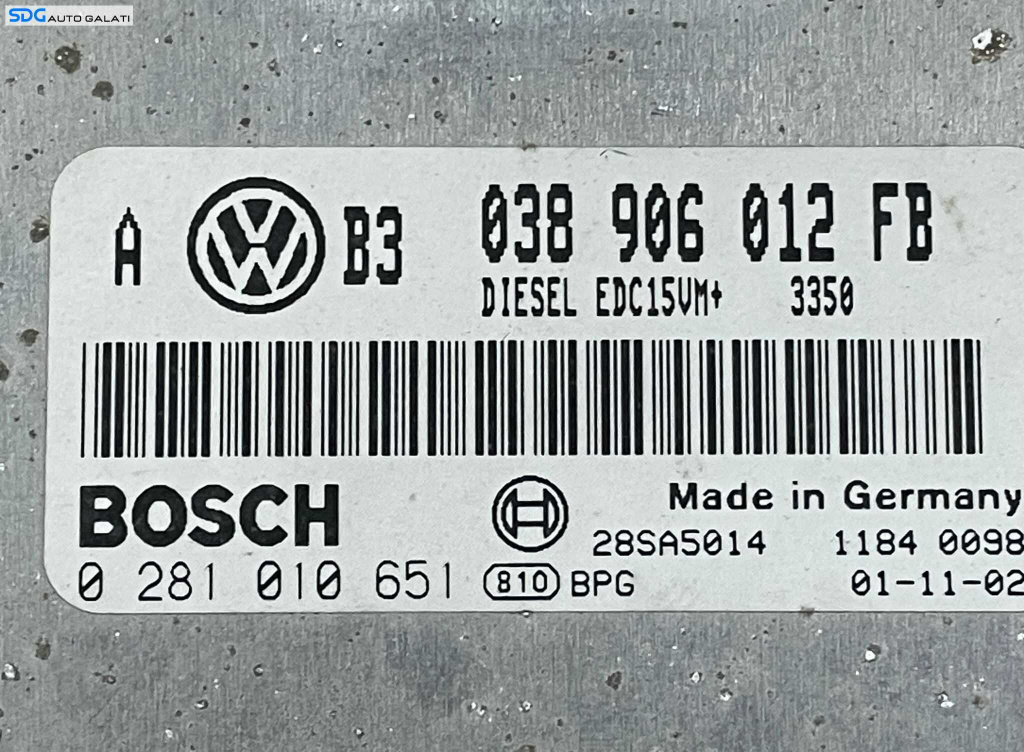 SDG AUTO GALATI
A VW B3 038 906 012 FB
DIESEL EDC15VM+ 3350
BOSCH
Made in Germany
28SA5014 1184 0098
0 281 010 651 810 BPG 01-11-02